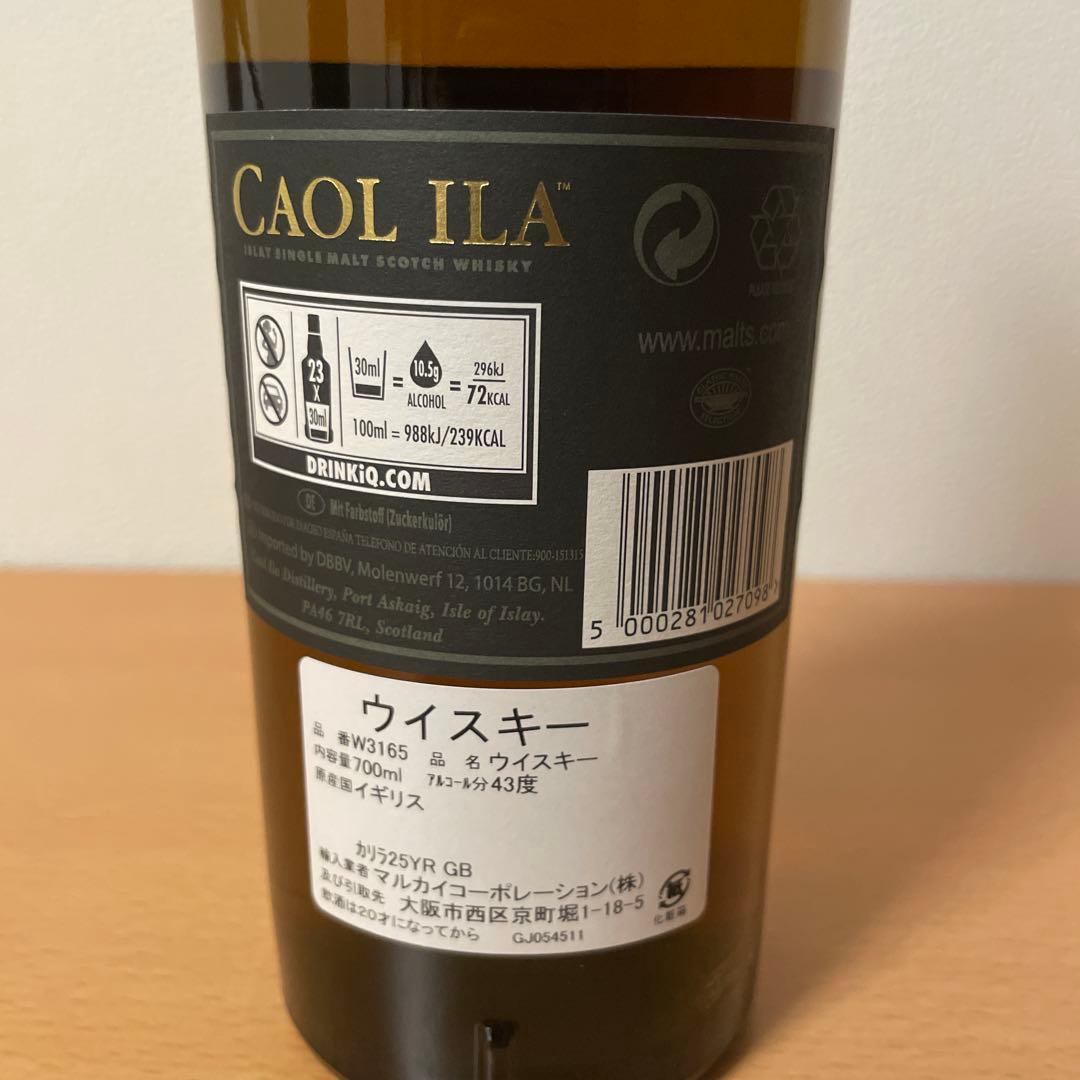 CAOL ILA™
ISLAY SINGLE MALT SCOTCH WHISKY
www.malts.com
23
X
30ml
30ml
=
10.5g
ALCOHOL
=
296kJ
72KCAL
100ml = 988kJ/239KCAL
DRINKiQ.COM
DE Mit Farbstoff (Zuckerkulör)
DIAGEO ESPAÑA TELEFONO DE ATENCIÓN AL CLIENTE:900-151315
Imported by DBBV, Molenwerf 12, 1014 BG, NL
Caol Ila Distillery, Port Askaig, Isle of Islay.
PA46 7RL, Scotland
5 000281 027098 >
ウイスキー
品 番W3165 品 名 ウイスキー
内容量700ml ｱﾙｺｰﾙ分43度
原産国イギリス
ｶﾘﾗ25YR GB
輸入業者 マルカイコーポレーション(株)
及び引取先 大阪市西区京町堀1-18-5
飲酒は20才になってから GJ054511
紙
化粧箱